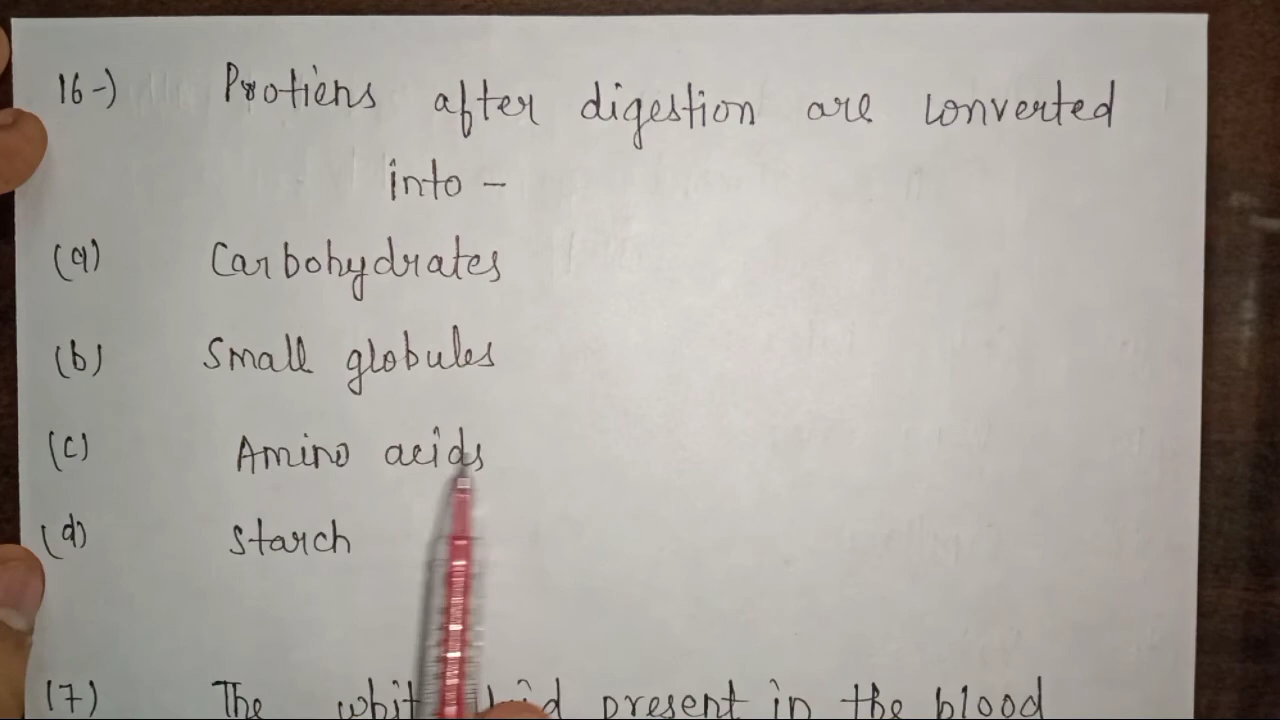 16-) Protiens after digestion are converted
into -
(a) Carbohydrates
(b) Small globules
(c) Amino acids
(d) Starch
17) The present in the blood